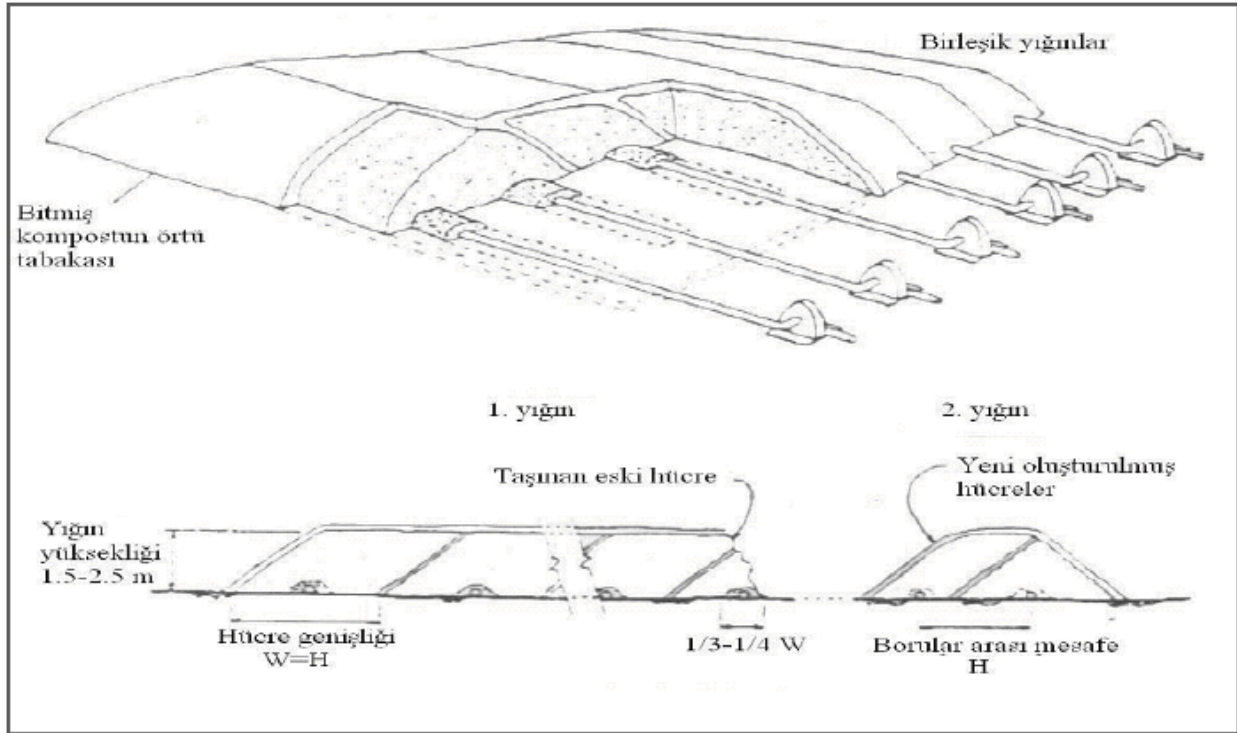 Birleşik yığınlar
Bitmiş
kompostun örtü
tabakası
1. yığın
2. yığın
Taşınan eski hücre
Yeni oluşturulmuş
hücreler
Yığın
yüksekliği
1.5-2.5 m
Hücre genişliği
W=H
1/3-1/4 W
Borular arası mesafe
H